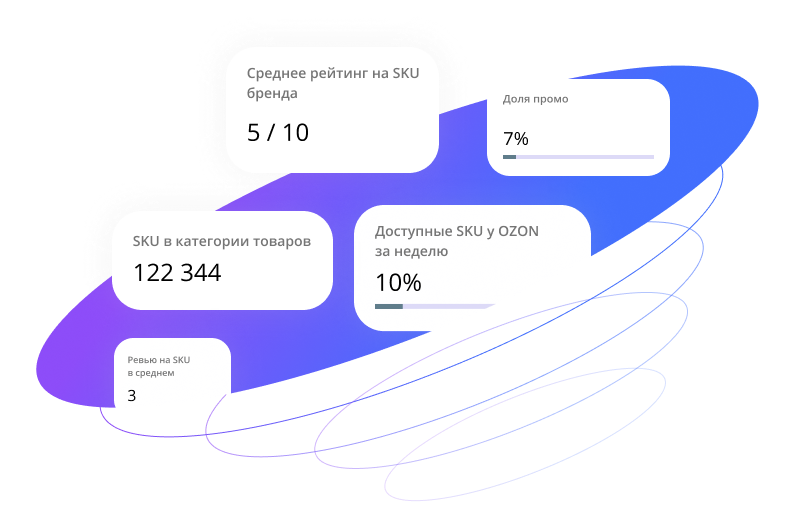 Среднее рейтинг на SKU
бренда
5 / 10
Доля промо
7%
SKU в категории товаров
122 344
Доступные SKU у OZON
за неделю
10%
Ревью на SKU
в среднем
3